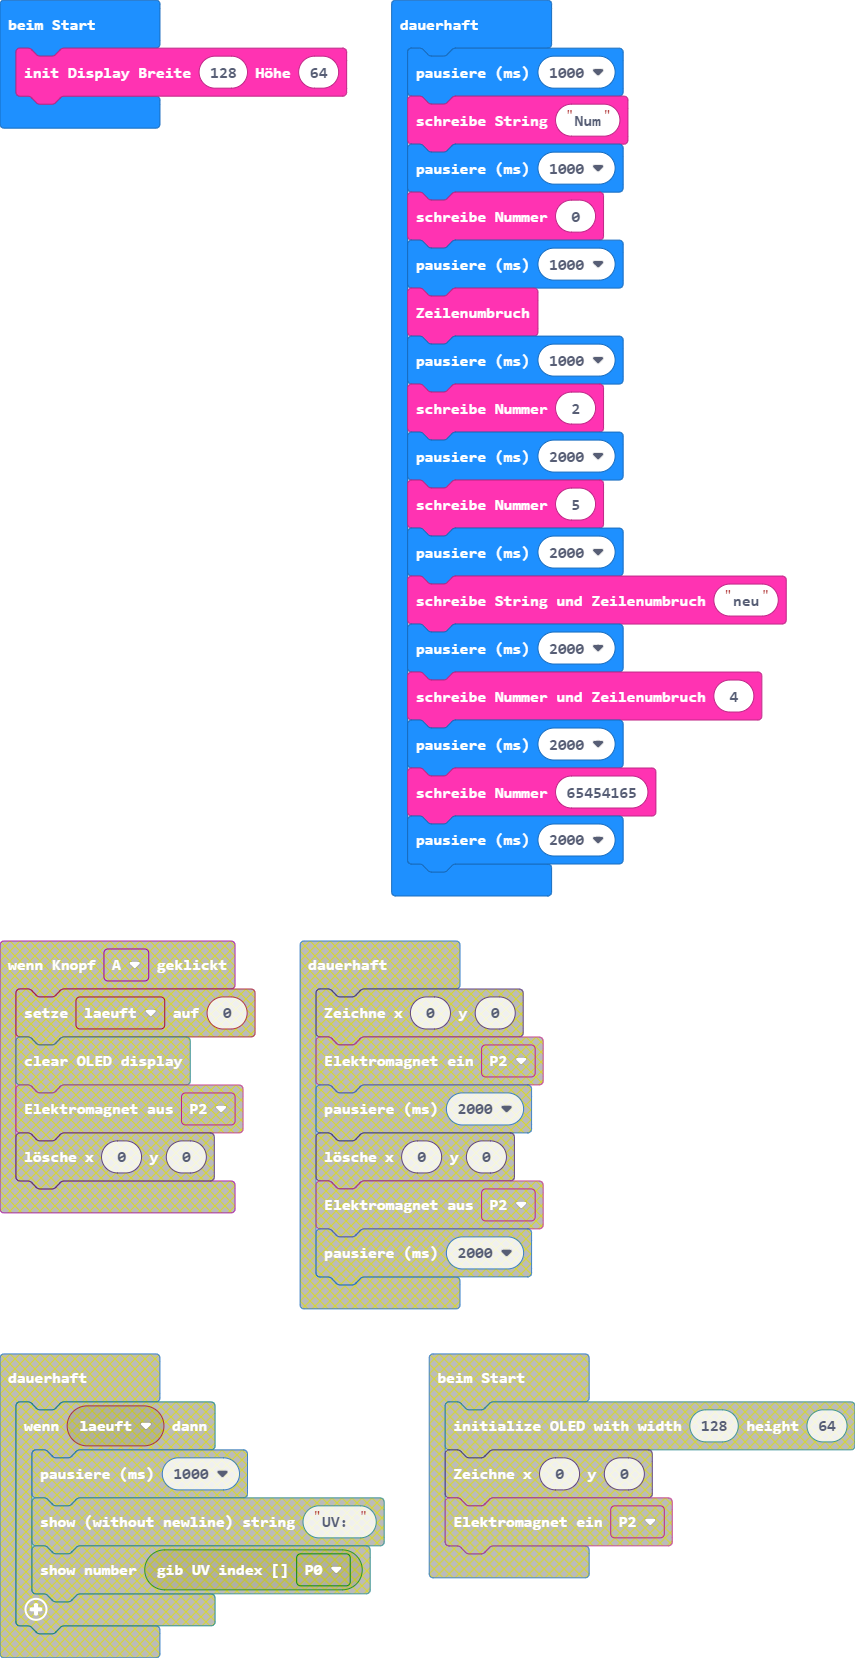 beim Start
init Display Breite 128 Höhe 64
dauerhaft
pausiere (ms) 1000
schreibe String "Num"
pausiere (ms) 1000
schreibe Nummer 0
pausiere (ms) 1000
Zeilenumbruch
pausiere (ms) 1000
schreibe Nummer 2
pausiere (ms) 2000
schreibe Nummer 5
pausiere (ms) 2000
schreibe String und Zeilenumbruch "neu"
pausiere (ms) 2000
schreibe Nummer und Zeilenumbruch 4
pausiere (ms) 2000
schreibe Nummer 65454165
pausiere (ms) 2000
wenn Knopf A geklickt
setze laeuft auf 0
clear OLED display
Elektromagnet aus P2
lösche x 0 y 0
dauerhaft
Zeichne x 0 y 0
Elektromagnet ein P2
pausiere (ms) 2000
lösche x 0 y 0
Elektromagnet aus P2
pausiere (ms) 2000
dauerhaft
wenn laeuft dann
pausiere (ms) 1000
show (without newline) string "UV: "
show number gib UV index [] P0
beim Start
initialize OLED with width 128 height 64
Zeichne x 0 y 0
Elektromagnet ein P2